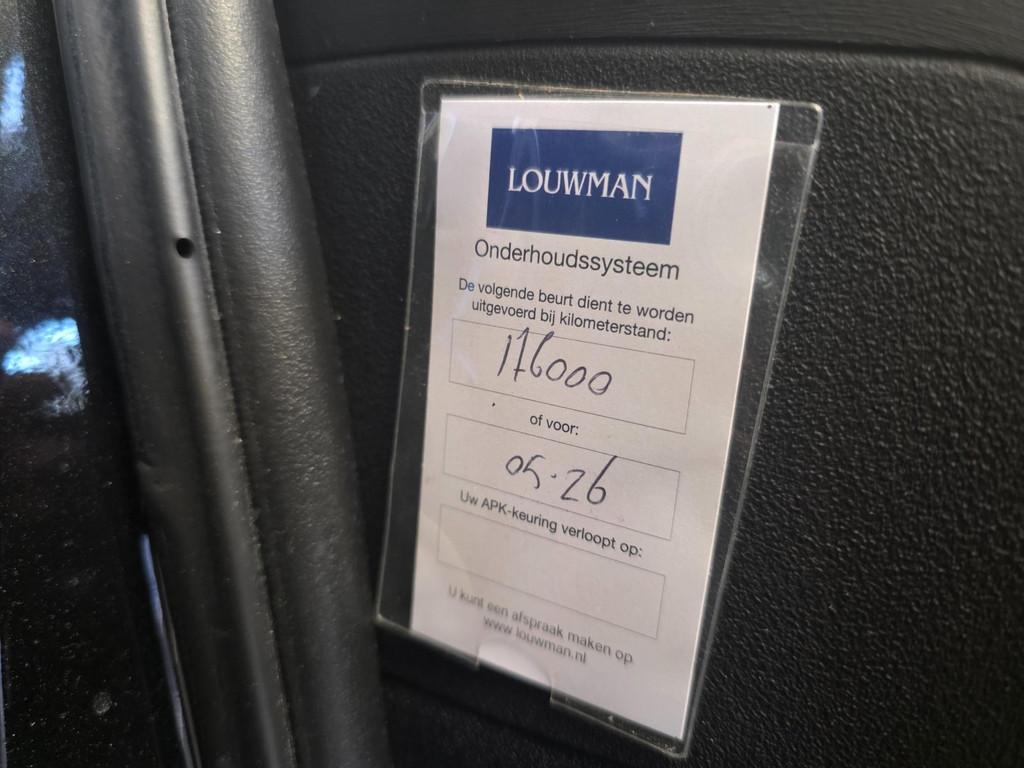 LOUWMAN
Onderhoudssysteem
De volgende beurt dient te worden
uitgevoerd bij kilometerstand:
176000
of voor:
05-26
Uw APK-keuring verloopt op:
U kunt een afspraak maken op
www.louwman.nl